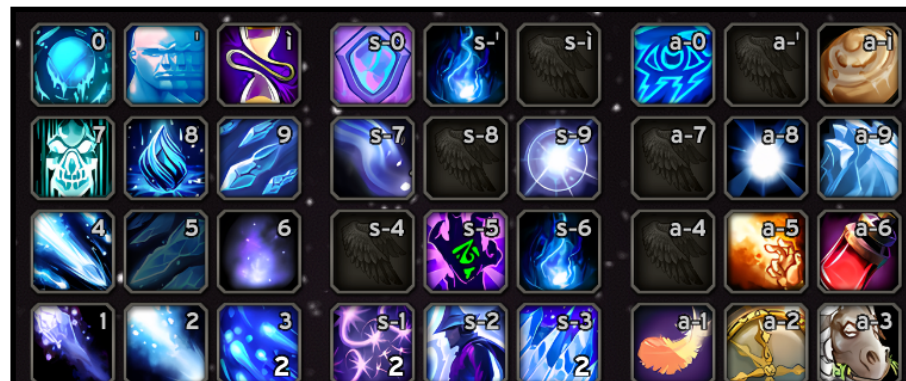 0 ' ì s-0 s-' s-ì a-0 a-' a-ì
7 8 9 s-7 s-8 s-9 a-7 a-8 a-9
4 5 6 s-4 s-5 s-6 a-4 a-5 a-6
1 2 3 s-1 s-2 s-3 a-1 a-2 a-3
2 2 2